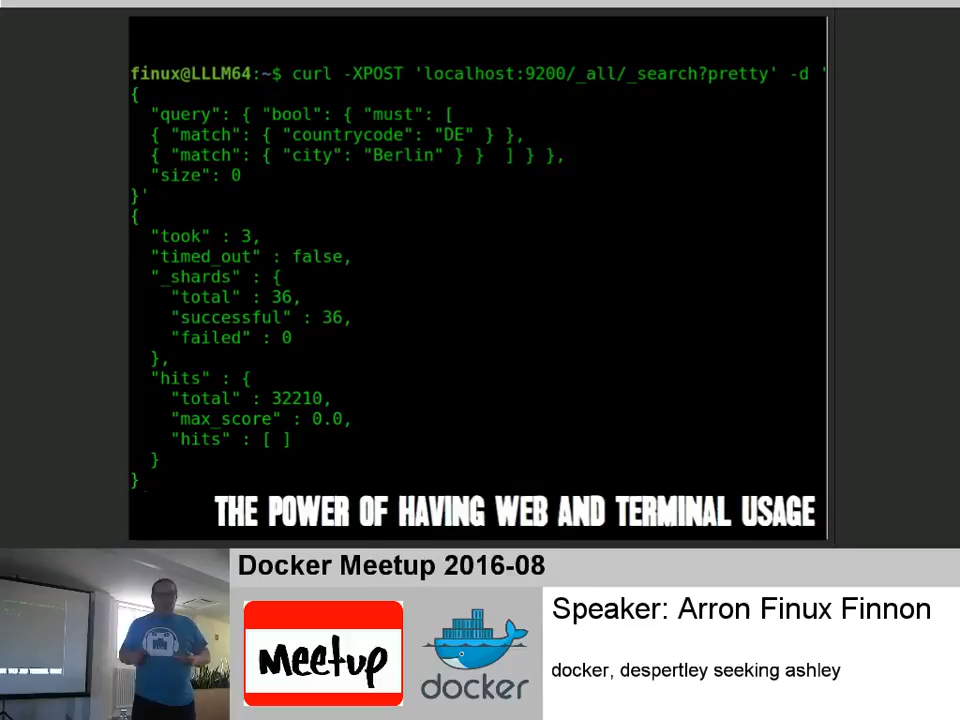 finux@LLLM64:~$ curl -XPOST 'localhost:9200/_all/_search?pretty' -d '
{
"query": { "bool": { "must": [
{ "match": { "countrycode": "DE" } },
{ "match": { "city": "Berlin" } }  ] } },
"size": 0
}'
{
"took" : 3,
"timed_out" : false,
"_shards" : {
"total" : 36,
"successful" : 36,
"failed" : 0
},
"hits" : {
"total" : 32210,
"max_score" : 0.0,
"hits" : [ ]
}
}
THE POWER OF HAVING WEB AND TERMINAL USAGE
Docker Meetup 2016-08
Meetup
docker
Speaker: Arron Finux Finnon
docker, despertley seeking ashley